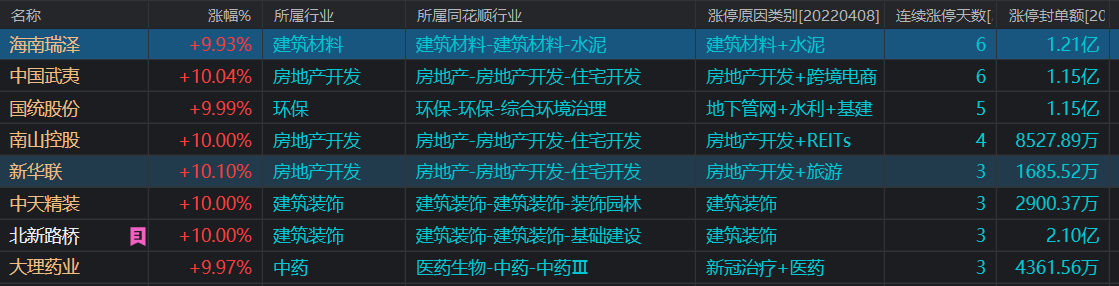 名称 涨幅% 所属行业 所属同花顺行业 涨停原因类别[20220408] 连续涨停天数[. 涨停封单额[20
海南瑞泽 +9.93% 建筑材料 建筑材料-建筑材料-水泥 建筑材料+水泥 6 1.21亿
中国武夷 +10.04% 房地产开发 房地产-房地产开发-住宅开发 房地产开发+跨境电商 6 1.15亿
国统股份 +9.99% 环保 环保-环保-综合环境治理 地下管网+水利+基建 5 1.15亿
南山控股 +10.00% 房地产开发 房地产-房地产开发-住宅开发 房地产开发+REITs 4 8527.89万
新华联 +10.10% 房地产开发 房地产-房地产开发-住宅开发 房地产开发+旅游 3 1685.52万
中天精装 +10.00% 建筑装饰 建筑装饰-建筑装饰-装饰园林 建筑装饰 3 2900.37万
北新路桥 +10.00% 建筑装饰 建筑装饰-建筑装饰-基础建设 建筑装饰 3 2.10亿
大理药业 +9.97% 中药 医药生物-中药-中药Ⅲ 新冠治疗+医药 3 4361.56万